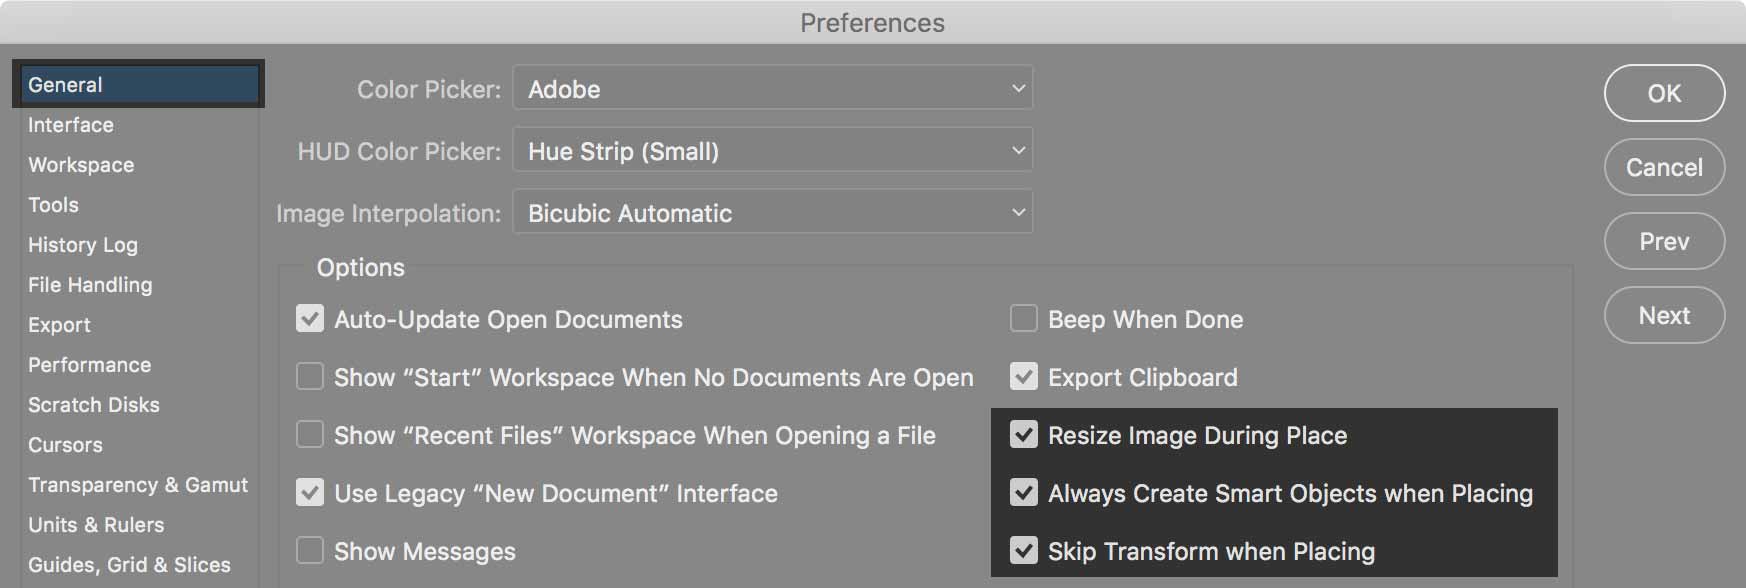 Preferences
General
Interface
Workspace
Tools
History Log
File Handling
Export
Performance
Scratch Disks
Cursors
Transparency & Gamut
Units & Rulers
Guides, Grid & Slices
Color Picker: Adobe
HUD Color Picker: Hue Strip (Small)
Image Interpolation: Bicubic Automatic
Options
Auto-Update Open Documents
Show “Start” Workspace When No Documents Are Open
Show “Recent Files” Workspace When Opening a File
Use Legacy “New Document” Interface
Show Messages
Beep When Done
Export Clipboard
Resize Image During Place
Always Create Smart Objects when Placing
Skip Transform when Placing
OK
Cancel
Prev
Next